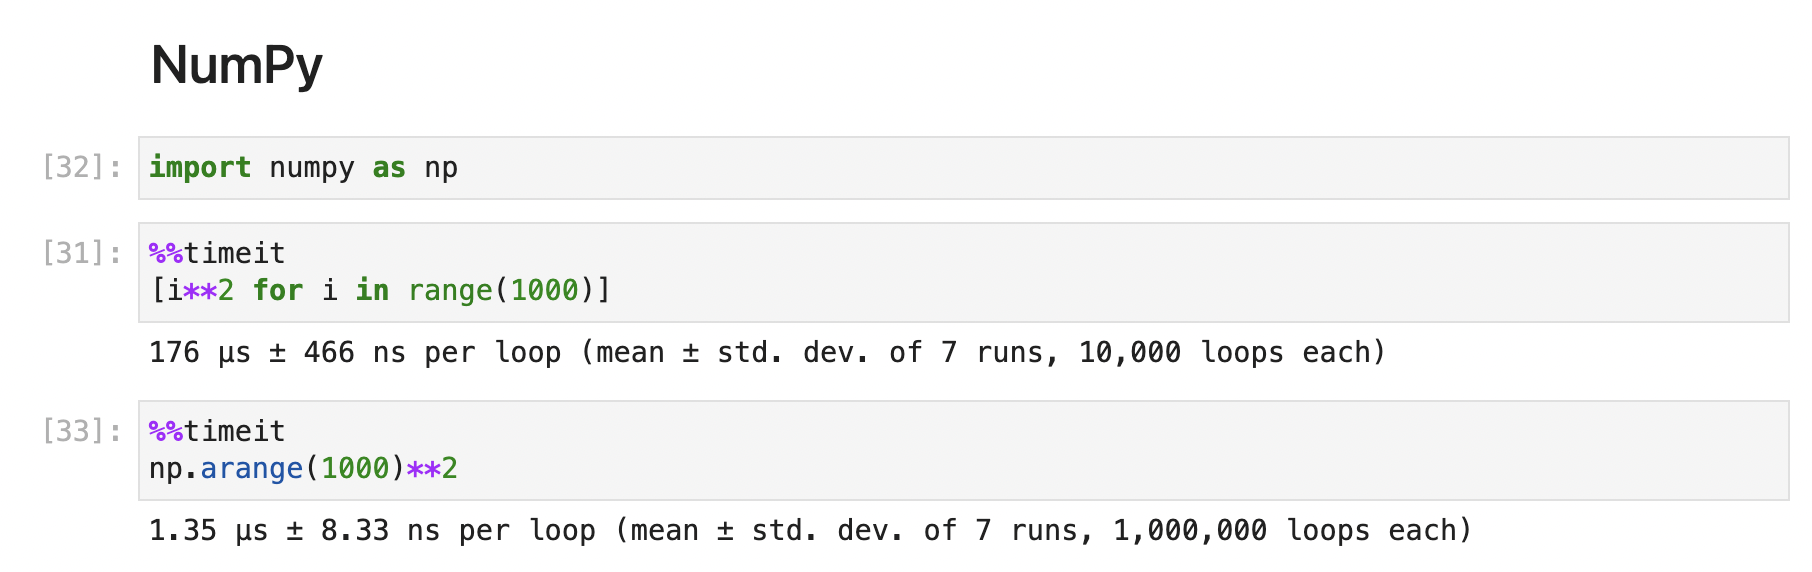 NumPy
[32]: import numpy as np
[31]: %%timeit
[i**2 for i in range(1000)]
176 µs ± 466 ns per loop (mean ± std. dev. of 7 runs, 10,000 loops each)
[33]: %%timeit
np.arange(1000)**2
1.35 µs ± 8.33 ns per loop (mean ± std. dev. of 7 runs, 1,000,000 loops each)